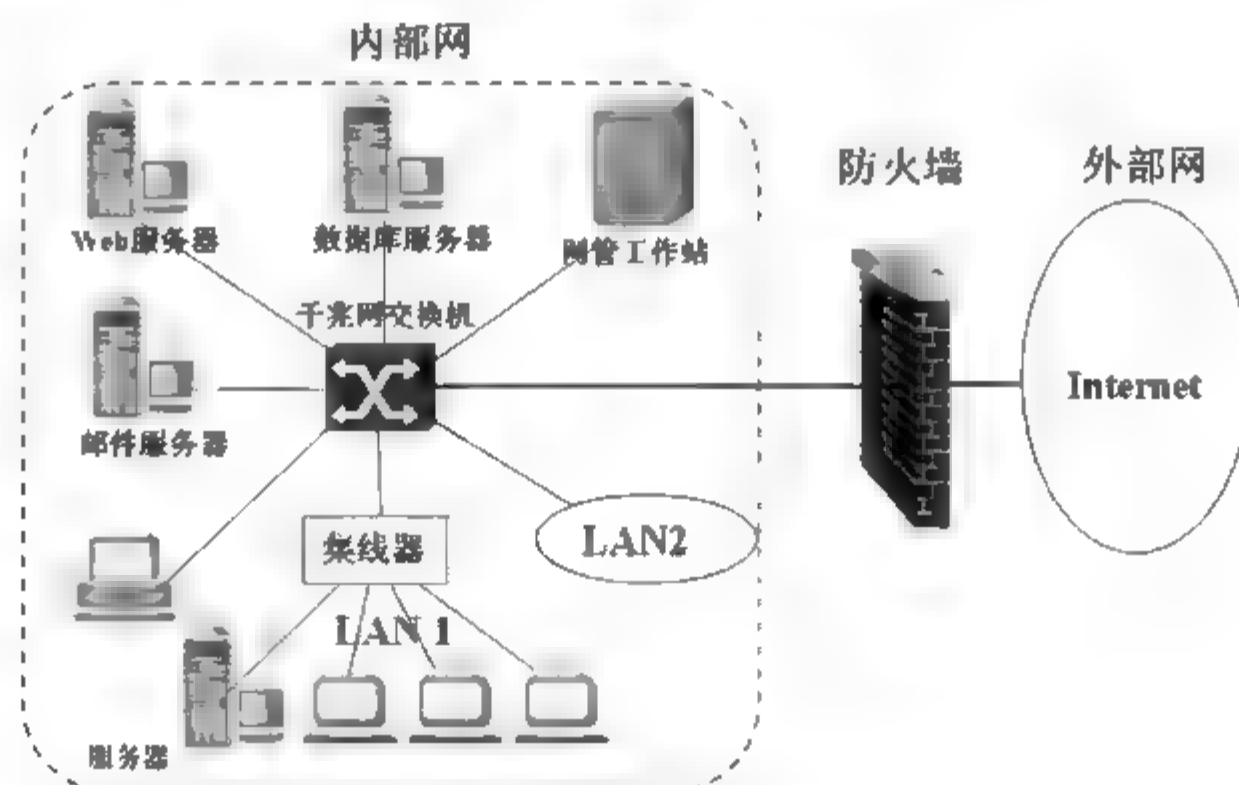 内部网
防火墙
外部网
Web服务器
数据库服务器
网管工作站
千兆网交换机
Internet
邮件服务器
集线器
LAN2
LAN 1
服务器